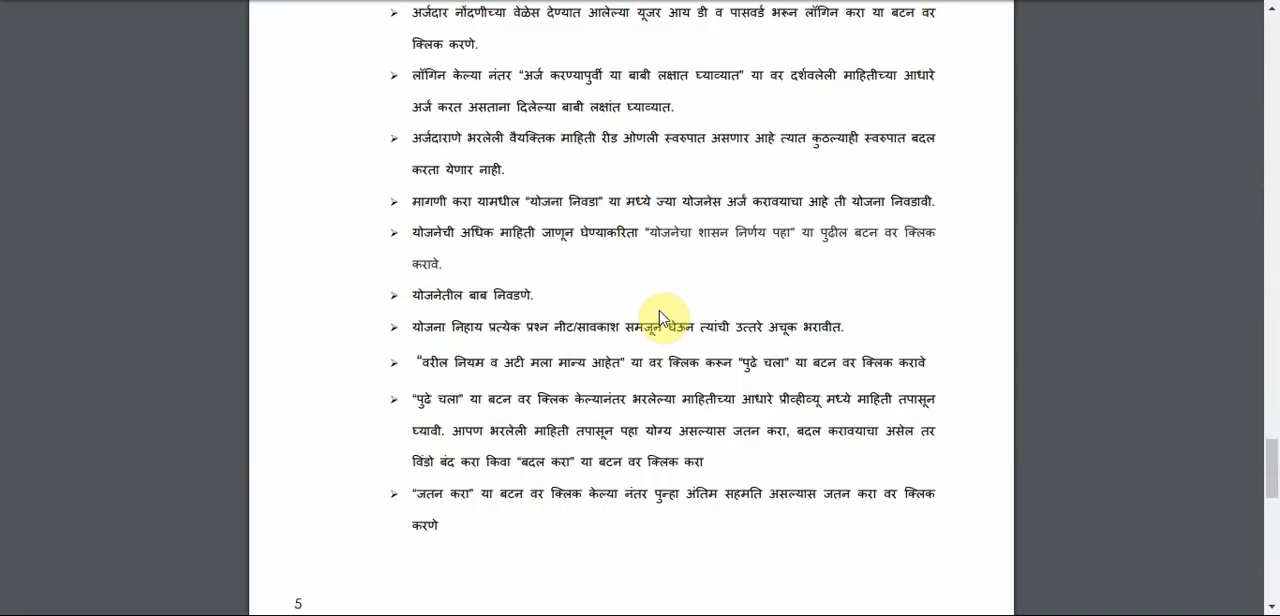 ➢ अर्जदार नोंदणीच्या वेळेस देण्यात आलेल्या यूजर आय डी व पासवर्ड भरून लॉगिन करा या बटन वर
क्लिक करणे.
➢ लॉगिन केल्या नंतर “अर्ज करण्यापुर्वी या बाबी लक्षात घ्याव्यात” या वर दर्शवलेली माहितीच्या आधारे
अर्ज करत असताना दिलेल्या बाबी लक्षांत घ्याव्यात.
➢ अर्जदाराणे भरलेली वैयक्तिक माहिती रीड ओणली स्वरुपात असणार आहे त्यात कुठल्याही स्वरुपात बदल
करता येणार नाही.
➢ मागणी करा यामधील “योजना निवडा” या मध्ये ज्या योजनेस अर्ज करावयाचा आहे ती योजना निवडावी.
➢ योजनेची अधिक माहिती जाणून घेण्याकरिता “योजनेचा शासन निर्णय पहा” या पुढील बटन वर क्लिक
करावे.
➢ योजनेतील बाब निवडणे.
➢ योजना निहाय प्रत्येक प्रश्न नीट/सावकाश समजून घेऊन त्यांची उत्तरे अचूक भरावीत.
➢ “वरील नियम व अटी मला मान्य आहेत” या वर क्लिक करून “पुढे चला” या बटन वर क्लिक करावे
➢ “पुढे चला” या बटन वर क्लिक केल्यानंतर भरलेल्या माहितीच्या आधारे प्रीव्हीव्यू मध्ये माहिती तपासून
घ्यावी. आपण भरलेली माहिती तपासून पहा योग्य असल्यास जतन करा, बदल करावयाचा असेल तर
विंडो बंद करा किवा “बदल करा” या बटन वर क्लिक करा
➢ “जतन करा” या बटन वर क्लिक केल्या नंतर पुन्हा अंतिम सहमति असल्यास जतन करा वर क्लिक
करणे
5